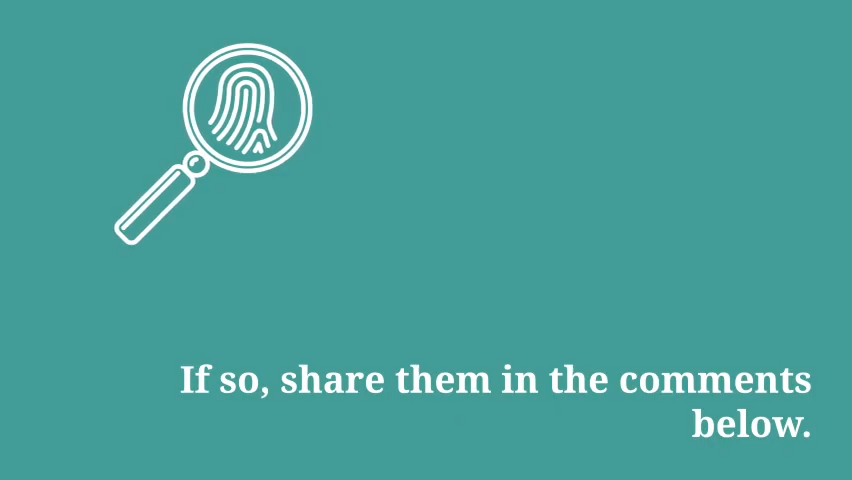 If so, share them in the comments
below.